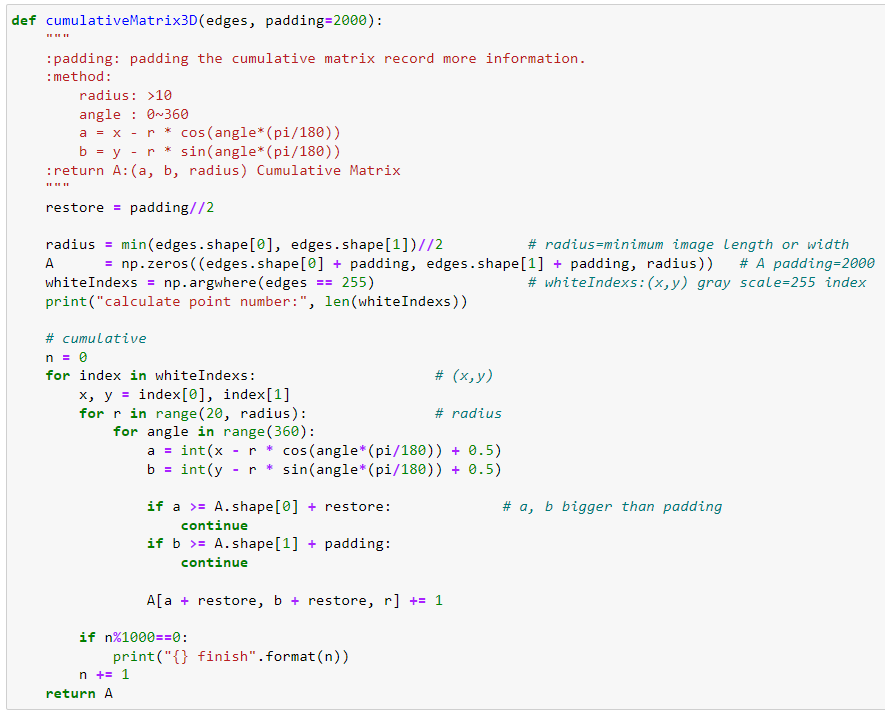 def cumulativeMatrix3D(edges, padding=2000):
    """
    :padding: padding the cumulative matrix record more information.
    :method:
        radius: >10
        angle : 0~360
        a = x - r * cos(angle*(pi/180))
        b = y - r * sin(angle*(pi/180))
    :return A:(a, b, radius) Cumulative Matrix
    """
    restore = padding//2

    radius = min(edges.shape[0], edges.shape[1])//2          # radius=minimum image length or width
    A      = np.zeros((edges.shape[0] + padding, edges.shape[1] + padding, radius))   # A padding=2000
    whiteIndexs = np.argwhere(edges == 255)                  # whiteIndexs:(x,y) gray scale=255 index
    print("calculate point number:", len(whiteIndexs))

    # cumulative
    n = 0
    for index in whiteIndexs:                     # (x,y)
        x, y = index[0], index[1]
        for r in range(20, radius):               # radius
            for angle in range(360):
                a = int(x - r * cos(angle*(pi/180)) + 0.5)
                b = int(y - r * sin(angle*(pi/180)) + 0.5)

                if a >= A.shape[0] + restore:             # a, b bigger than padding
                    continue
                if b >= A.shape[1] + padding:
                    continue

                A[a + restore, b + restore, r] += 1

        if n%1000==0:
            print("{} finish".format(n))
        n += 1
    return A